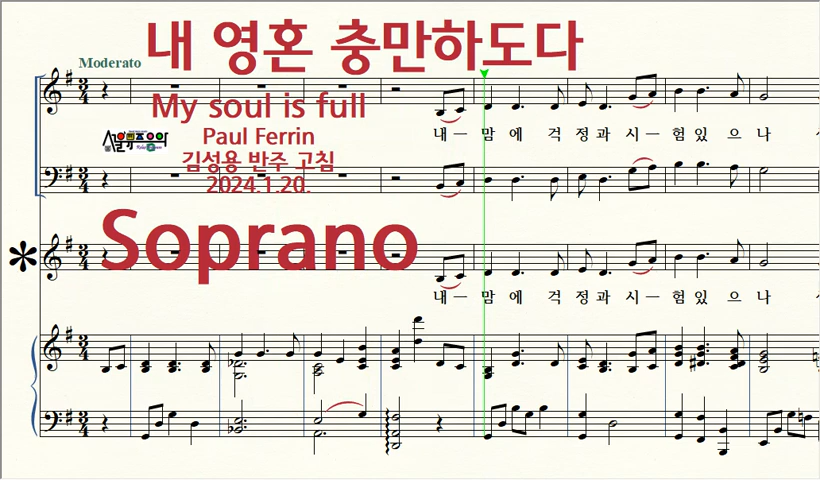 내 영혼 충만하도다
Moderato
My soul is full
Paul Ferrin
김성용 반주 고침
2024.1.20.
내 ─ 맘 에 걱 정 과 시 ─ 험 있 으 나
Soprano
내 ─ 맘 에 걱 정 과 시 ─ 험 있 으 나